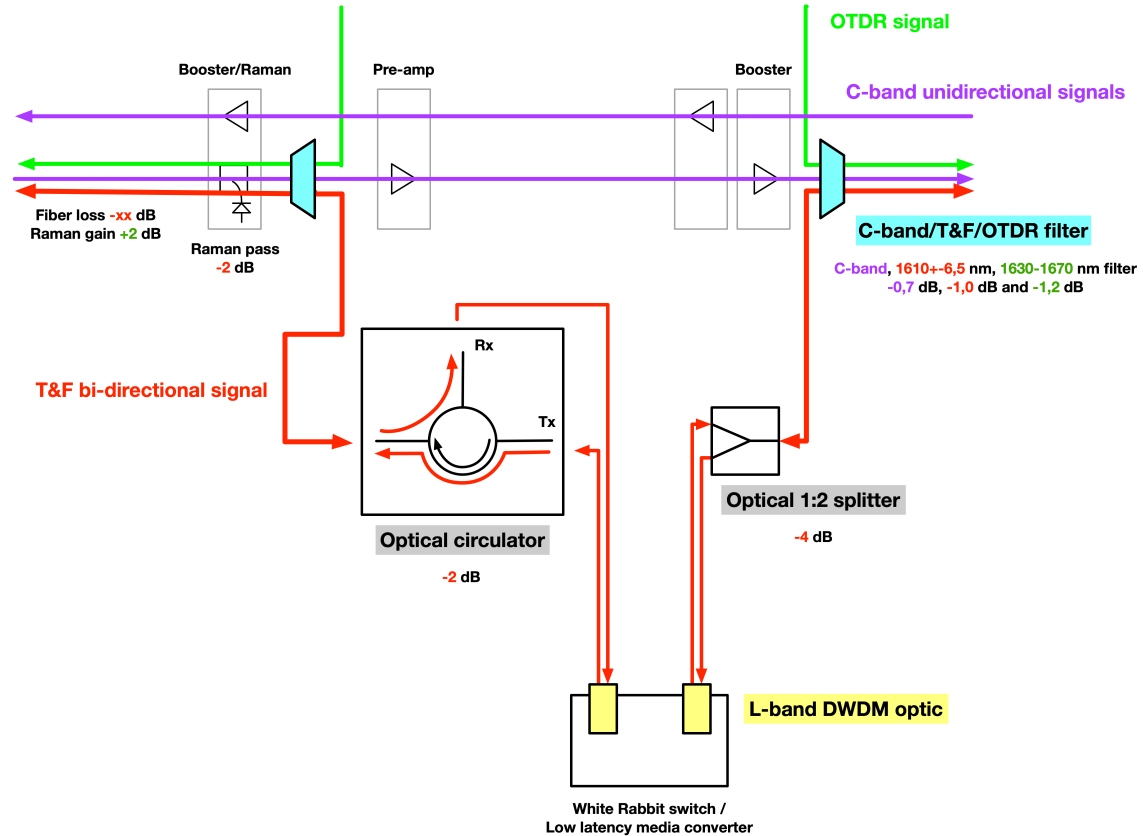 OTDR signal
Booster/Raman
Pre-amp
Booster
C-band unidirectional signals
Fiber loss -xx dB
Raman gain +2 dB
Raman pass
-2 dB
C-band/T&F/OTDR filter
C-band, 1610+-6,5 nm, 1630-1670 nm filter
-0,7 dB, -1,0 dB and -1,2 dB
Rx
T&F bi-directional signal
Tx
Optical 1:2 splitter
-4 dB
Optical circulator
-2 dB
L-band DWDM optic
White Rabbit switch /
Low latency media converter